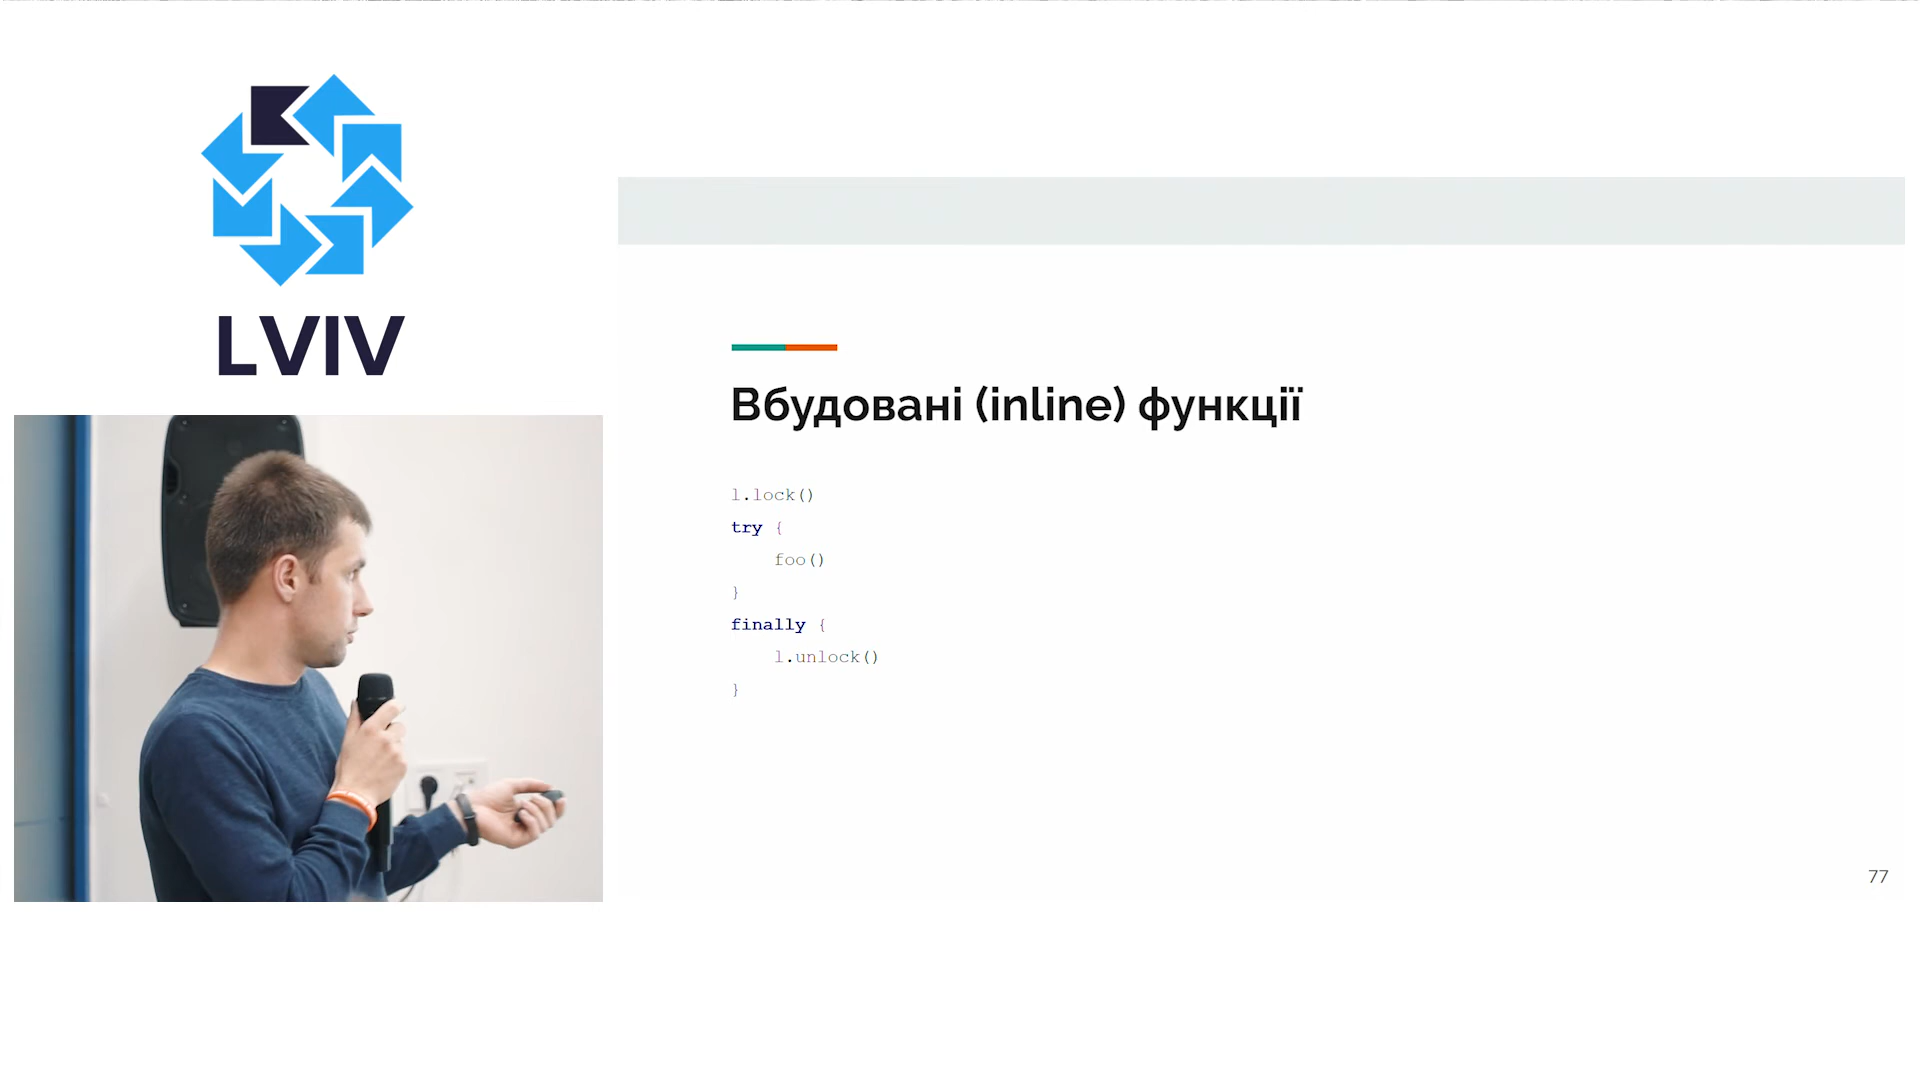 LVIV
Вбудовані (inline) функції
l.lock()
try {
    foo()
}
finally {
    l.unlock()
}
77